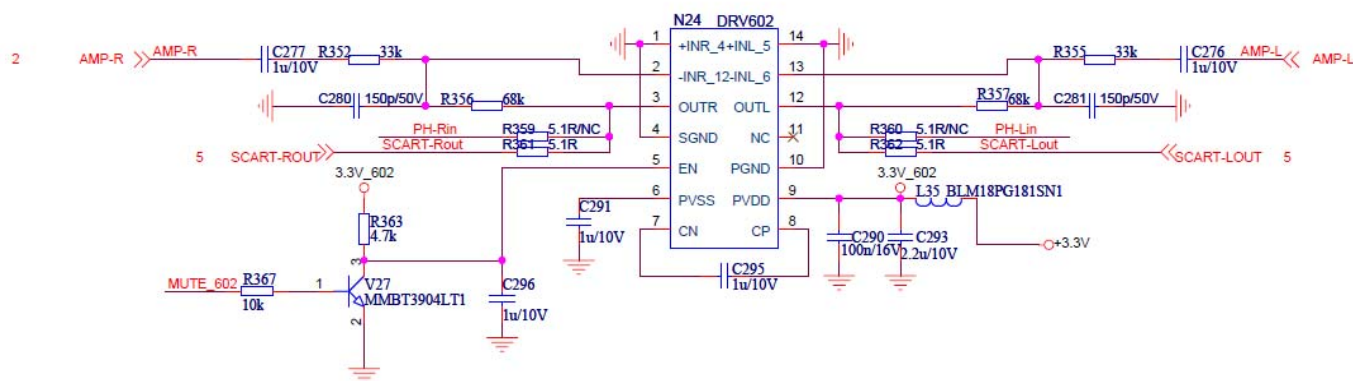 N24 DRV602
2 AMP-R AMP-R C277 1u/10V R352 33k
1 +INR_4 +INL_5 14
R355 33k C276 1u/10V AMP-L AMP-L
2 -INR_12 -INL_6 13
C280 150p/50V R356 68k
3 OUTR OUTL 12
R357 68k C281 150p/50V
PH-Rin R359 5.1R/NC
4 SGND NC 11
R360 5.1R/NC PH-Lin
5 SCART-ROUT SCART-Rout R361 5.1R
R362 5.1R SCART-Lout SCART-LOUT 5
5 EN PGND 10
3.3V_602
6 PVSS PVDD 9
3.3V_602
L35 BLM18PG181SN1
7 CN CP 8
C291 1u/10V
R363 4.7k
C290 100n/16V
C293 2.2u/10V
+3.3V
C295 1u/10V
MUTE_602 R367 10k
1
3
2
V27 MMBT3904LT1
C296 1u/10V